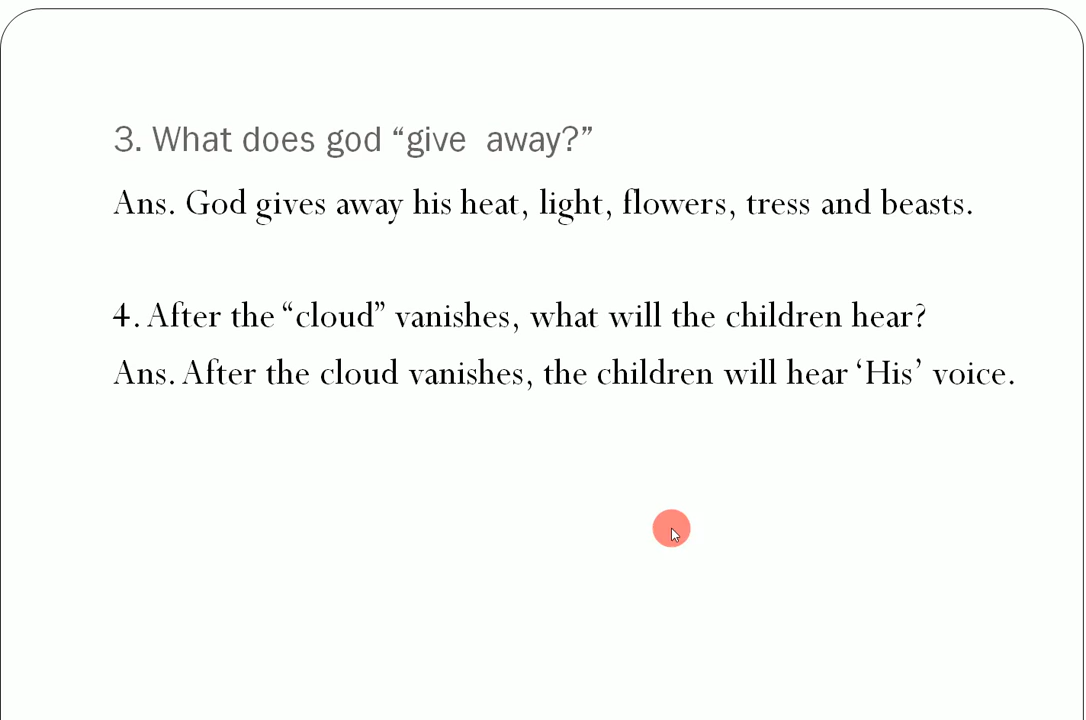 3. What does god “give  away?”
Ans. God gives away his heat, light, flowers, tress and beasts.
4. After the “cloud” vanishes, what will the children hear?
Ans. After the cloud vanishes, the children will hear ‘His’ voice.